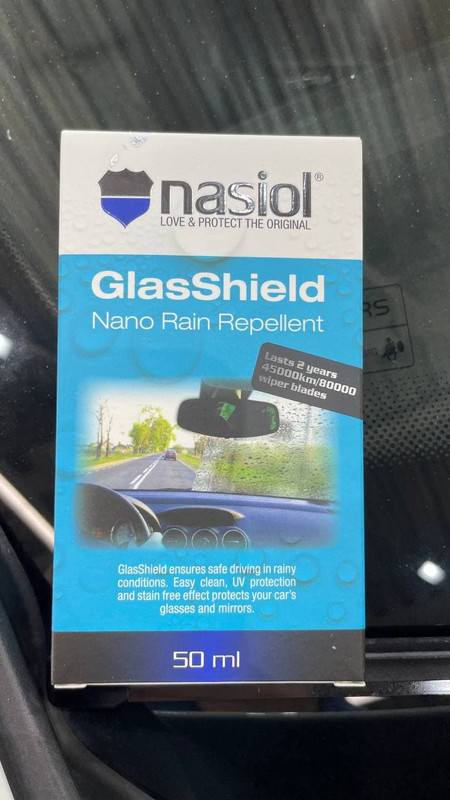 nasiol®
LOVE & PROTECT THE ORIGINAL
GlasShield
Nano Rain Repellent
Lasts 2 years
45000km/80000
wiper blades
GlasShield ensures safe driving in rainy
conditions. Easy clean, UV protection
and stain free effect protects your car's
glasses and mirrors.
50 ml